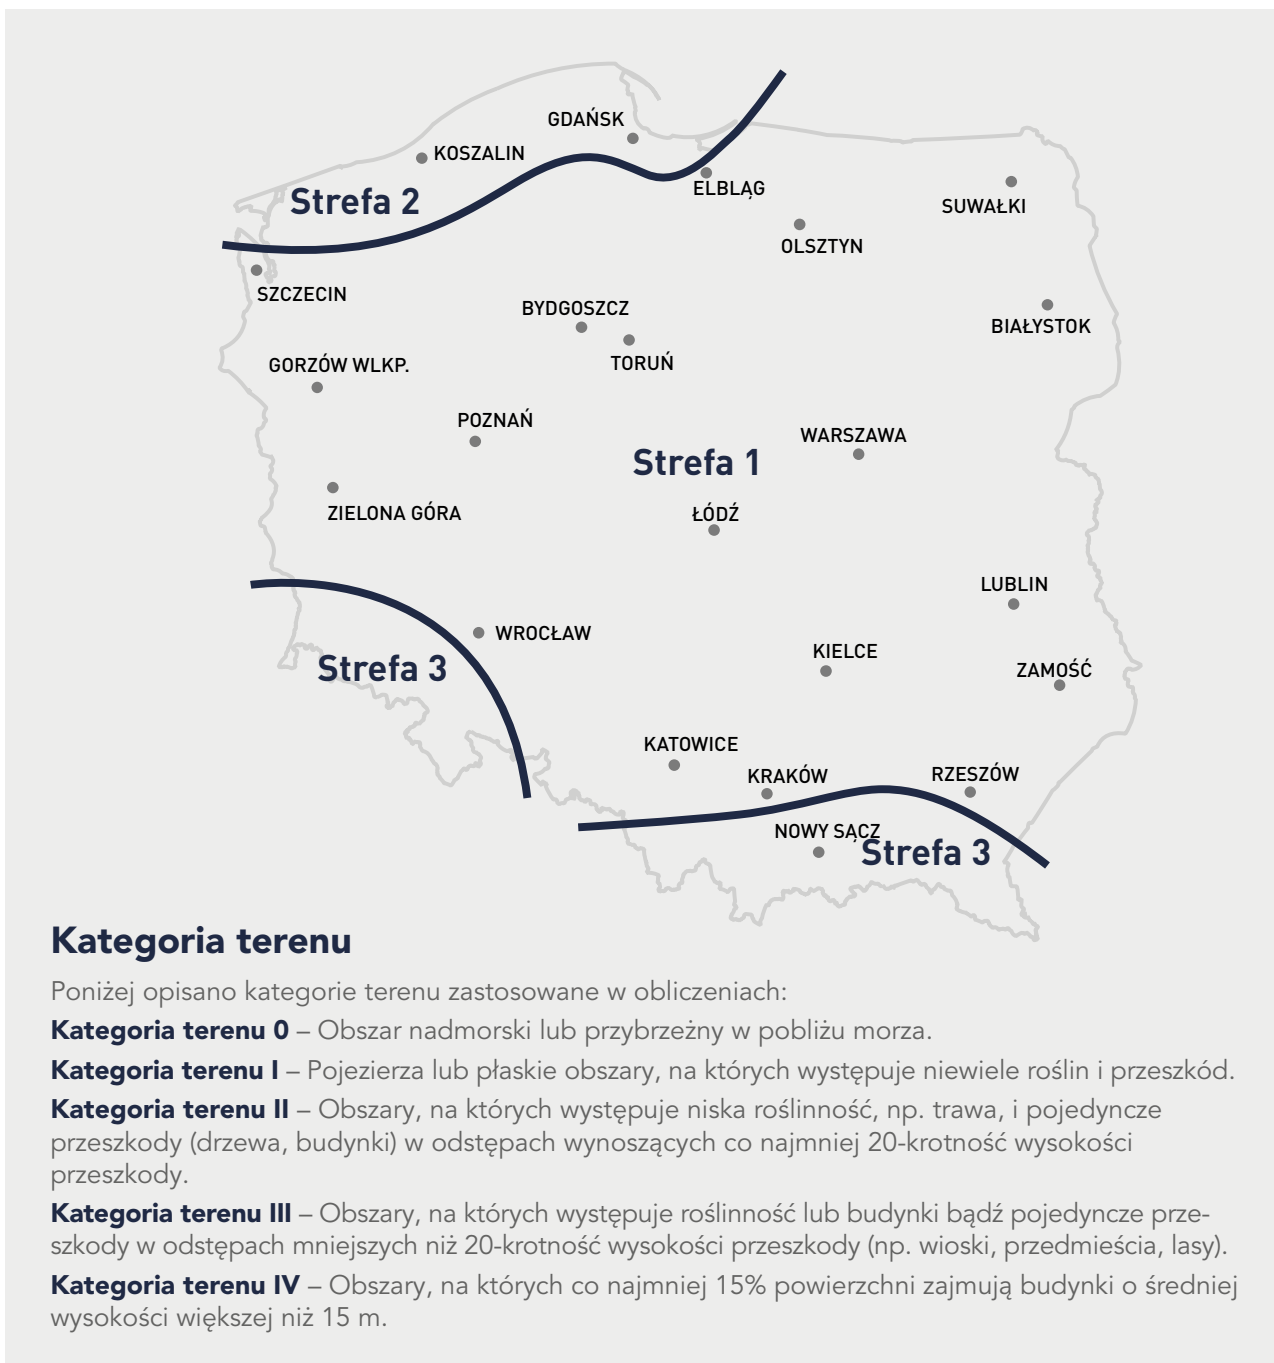 GDAŃSK
KOSZALIN
Strefa 2
ELBLĄG
SUWAŁKI
OLSZTYN
SZCZECIN
BYDGOSZCZ
BIAŁYSTOK
GORZÓW WLKP.
TORUŃ
POZNAŃ
WARSZAWA
Strefa 1
ZIELONA GÓRA
ŁÓDŹ
LUBLIN
WROCŁAW
KIELCE
Strefa 3
ZAMOŚĆ
KATOWICE
KRAKÓW
RZESZÓW
NOWY SĄCZ
Strefa 3
Kategoria terenu
Poniżej opisano kategorie terenu zastosowane w obliczeniach:
Kategoria terenu 0 – Obszar nadmorski lub przybrzeżny w pobliżu morza.
Kategoria terenu I – Pojezierza lub płaskie obszary, na których występuje niewiele roślin i przeszkód.
Kategoria terenu II – Obszary, na których występuje niska roślinność, np. trawa, i pojedyncze
przeszkody (drzewa, budynki) w odstępach wynoszących co najmniej 20-krotność wysokości
przeszkody.
Kategoria terenu III – Obszary, na których występuje roślinność lub budynki bądź pojedyncze prze-
szkody w odstępach mniejszych niż 20-krotność wysokości przeszkody (np. wioski, przedmieścia, lasy).
Kategoria terenu IV – Obszary, na których co najmniej 15% powierzchni zajmują budynki o średniej
wysokości większej niż 15 m.